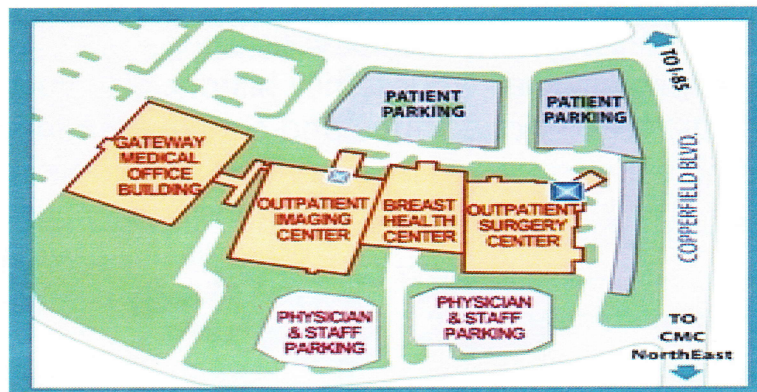 TO I-85
PATIENT
PARKING
PATIENT
PARKING
COPPERFIELD BLVD.
GATEWAY
MEDICAL
OFFICE
BUILDING
OUTPATIENT
IMAGING
CENTER
BREAST
HEALTH
CENTER
OUTPATIENT
SURGERY
CENTER
PHYSICIAN
& STAFF
PARKING
PHYSICIAN
& STAFF
PARKING
TO
CMC
NorthEast